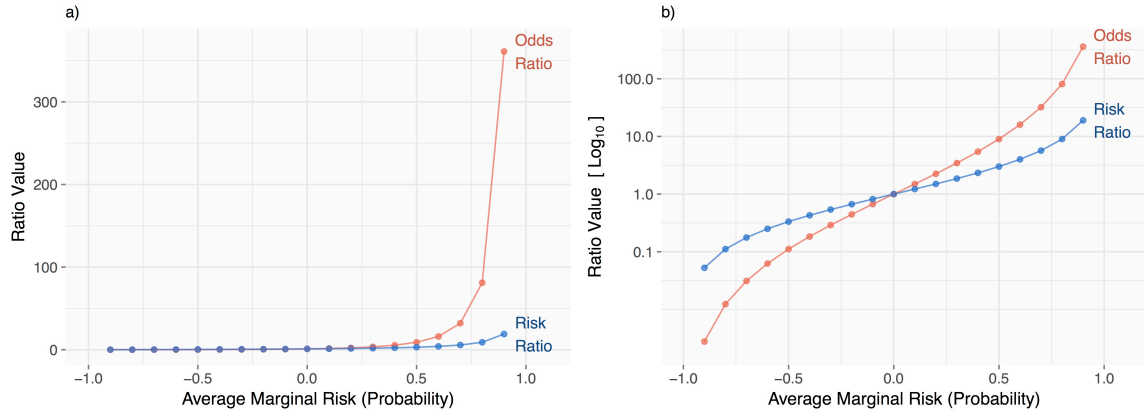 a)
Odds
Ratio
300
200
100
0
Risk
Ratio
Ratio Value
−1.0
−0.5
0.0
0.5
1.0
Average Marginal Risk (Probability)
b)
Odds
Ratio
Risk
Ratio
100.0
10.0
1.0
0.1
Ratio Value [ Log10 ]
−1.0
−0.5
0.0
0.5
1.0
Average Marginal Risk (Probability)